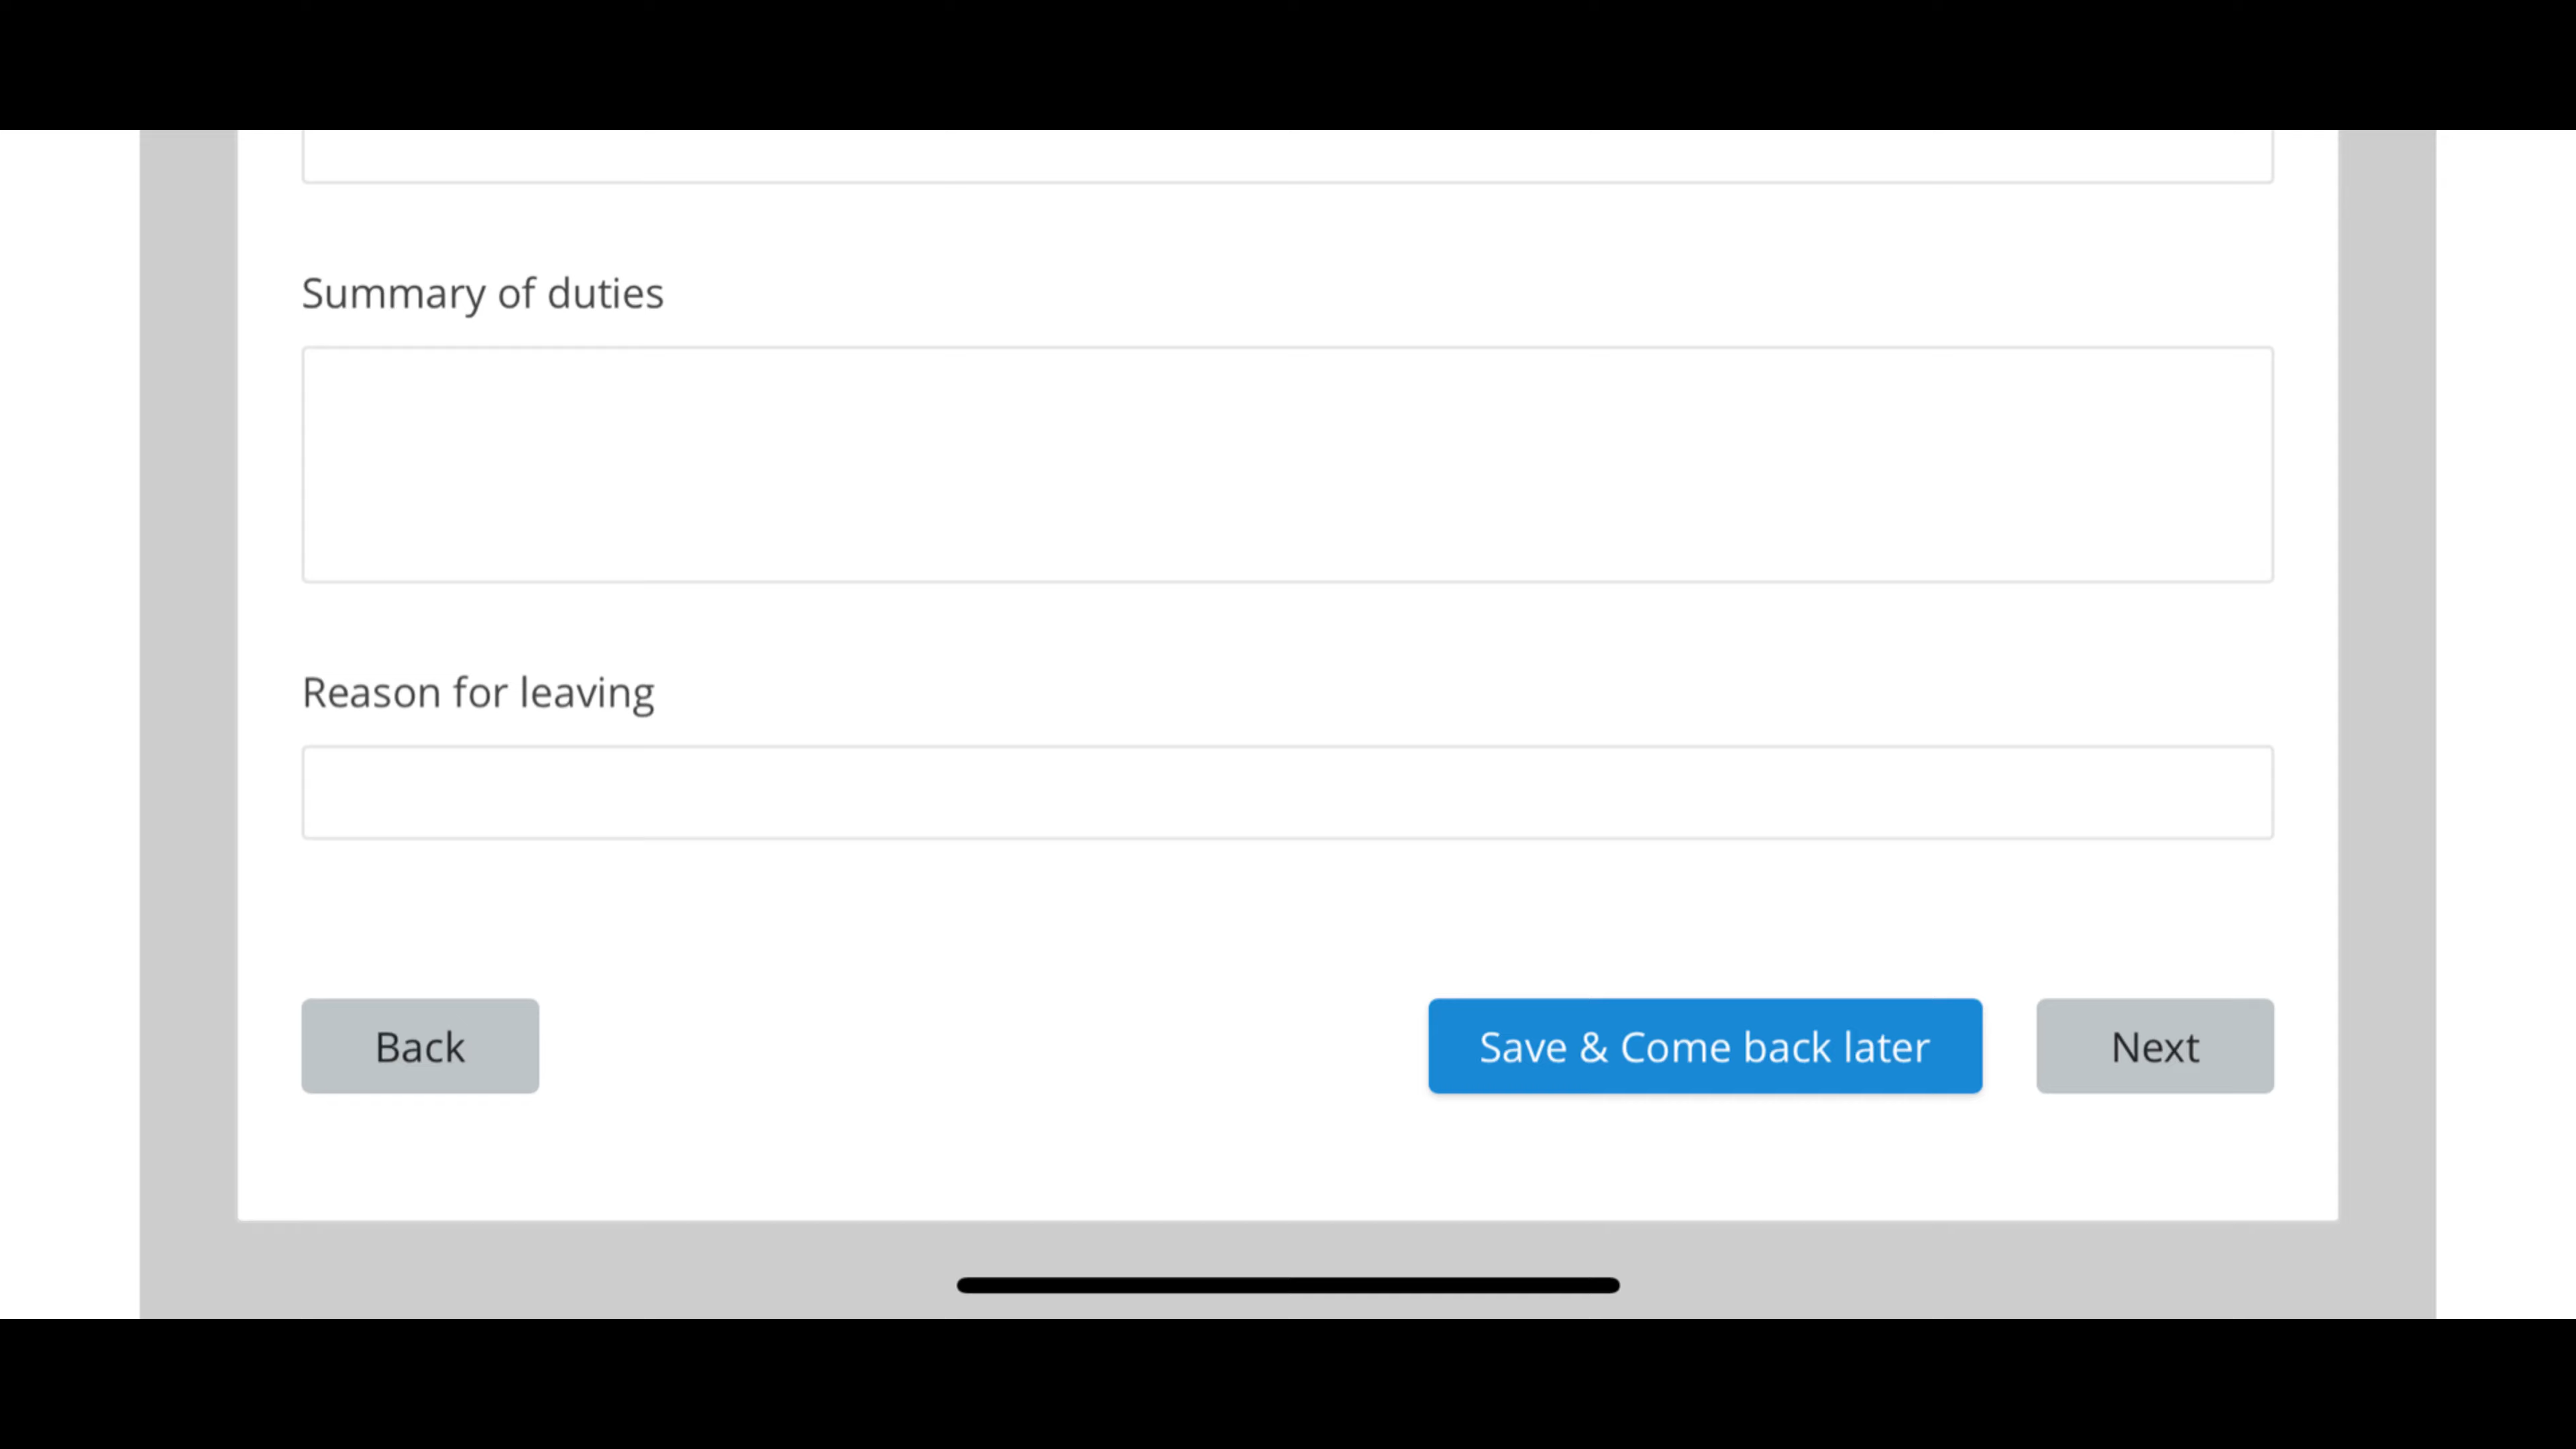 Summary of duties
Reason for leaving
Back
Save & Come back later
Next